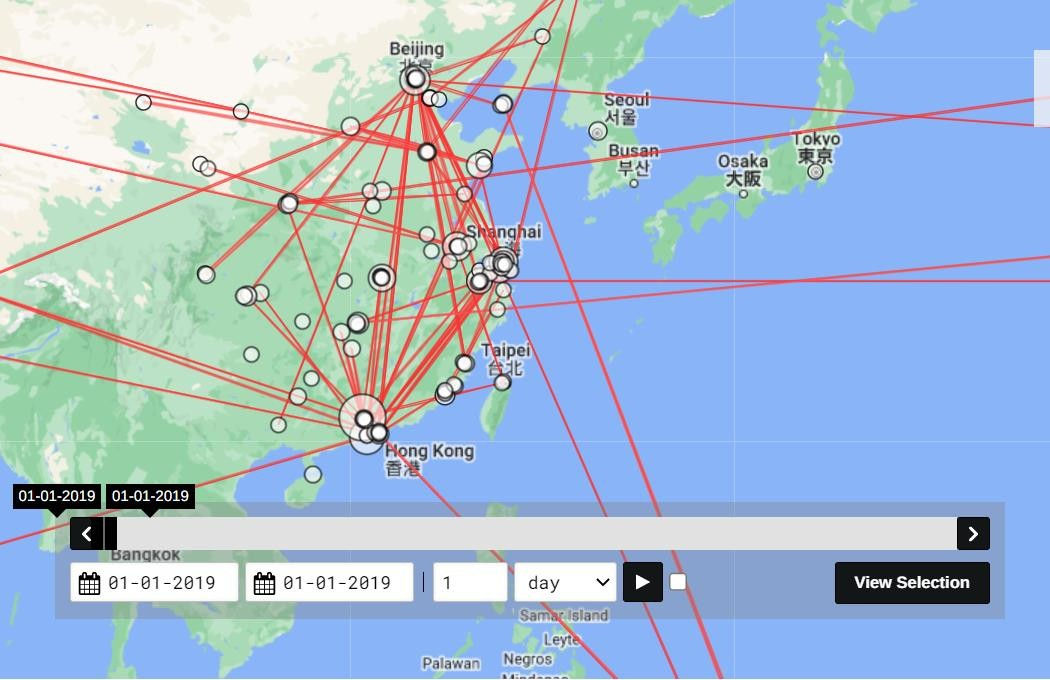 Beijing
北京
Seoul
서울
Busan
부산
Tokyo
東京
Osaka
大阪
Shanghai
Taipei
台北
Hong Kong
香港
01-01-2019 01-01-2019
Bangkok
01-01-2019 01-01-2019 1 day View Selection
Samar Island
Leyte
Palawan
Negros
Mindanao